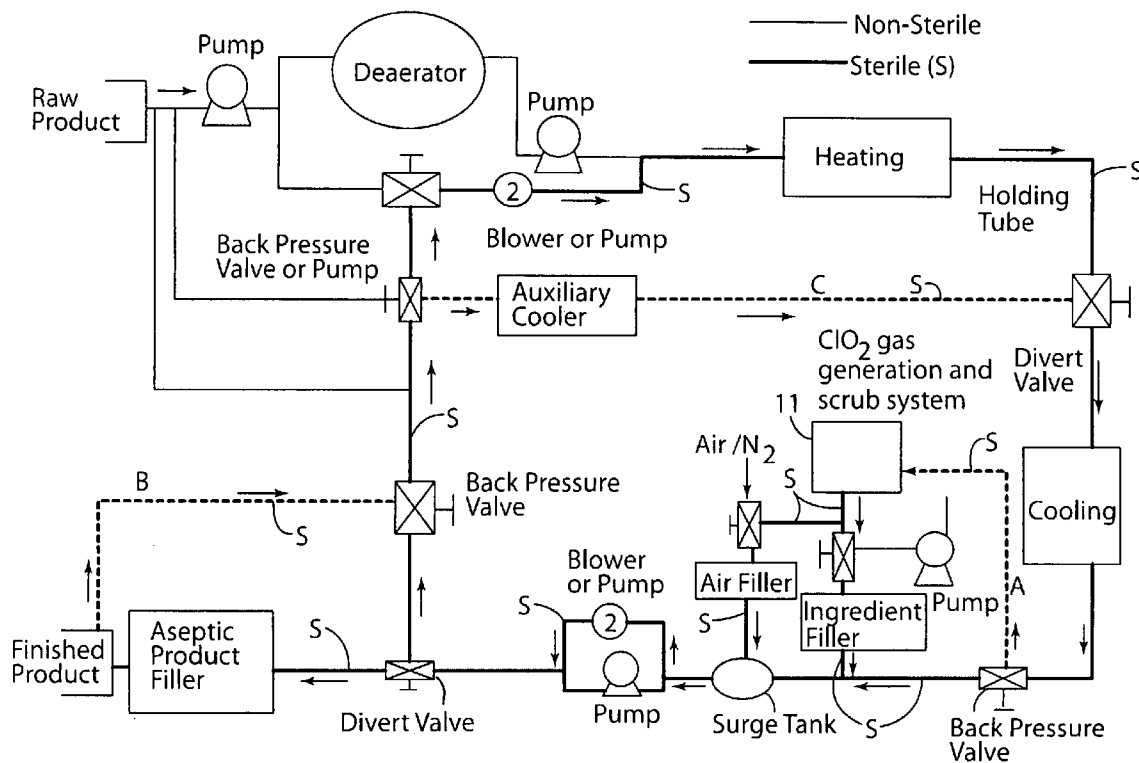 Non-Sterile
Sterile (S)
Pump
Deaerator
Raw
Product
Pump
Heating
S
Holding
Tube
2
S
Blower or Pump
Back Pressure
Valve or Pump
Auxiliary
Cooler
C
S
Divert
Valve
ClO2 gas
generation and
scrub system
11
Air /N2
S
S
S
B
S
Back Pressure
Valve
Cooling
Blower
or Pump
2
S
Air Filler
Pump
A
Ingredient
Filler
S
Finished
Product
Aseptic
Product
Filler
S
Divert Valve
Pump
Surge Tank
S
Back Pressure
Valve